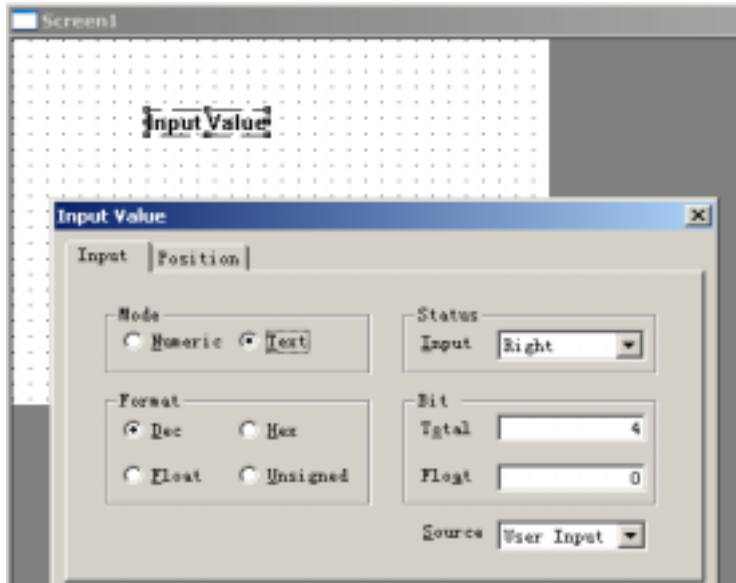 Screen1
Input Value
Input Value
Input Position
Mode
Numeric Text
Status
Input Right
Format
Dec Hex
Float Unsigned
Bit
Total 4
Float 0
Source User Input